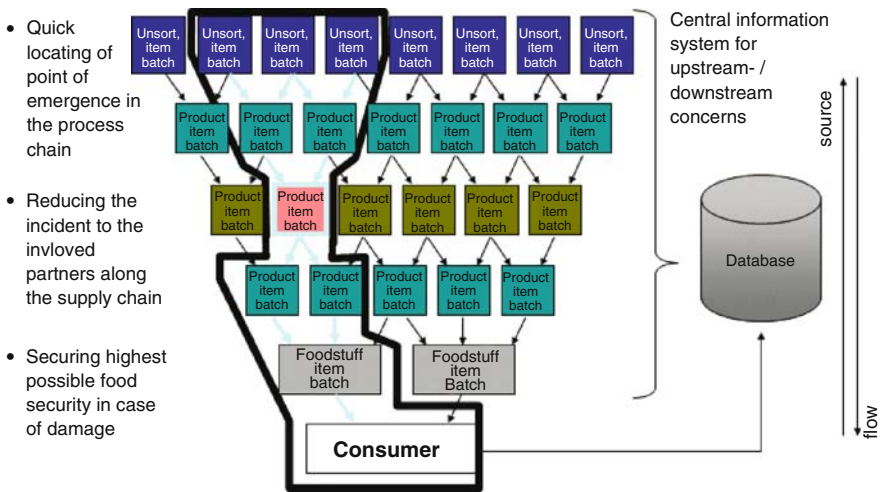 • Quick
locating of
point of
emergence in
the process
chain
• Reducing the
incident to the
invloved
partners along
the supply chain
• Securing highest
possible food
security in case
of damage
Unsort,
item
batch
Unsort,
item
batch
Unsort,
item
batch
Unsort,
item
batch
Unsort,
item
batch
Unsort,
item
batch
Unsort,
item
batch
Unsort,
item
batch
Product
item
batch
Product
item
batch
Product
item
batch
Product
item
batch
Product
item
batch
Product
item
batch
Product
item
batch
Product
item
batch
Product
item
batch
Product
item
batch
Product
item
batch
Product
item
batch
Product
item
batch
Product
item
batch
Product
item
batch
Product
item
batch
Product
item
batch
Product
item
batch
Foodstuff
item
batch
Foodstuff
item
Batch
Consumer
Central information
system for
upstream- /
downstream
concerns
Database
source
flow